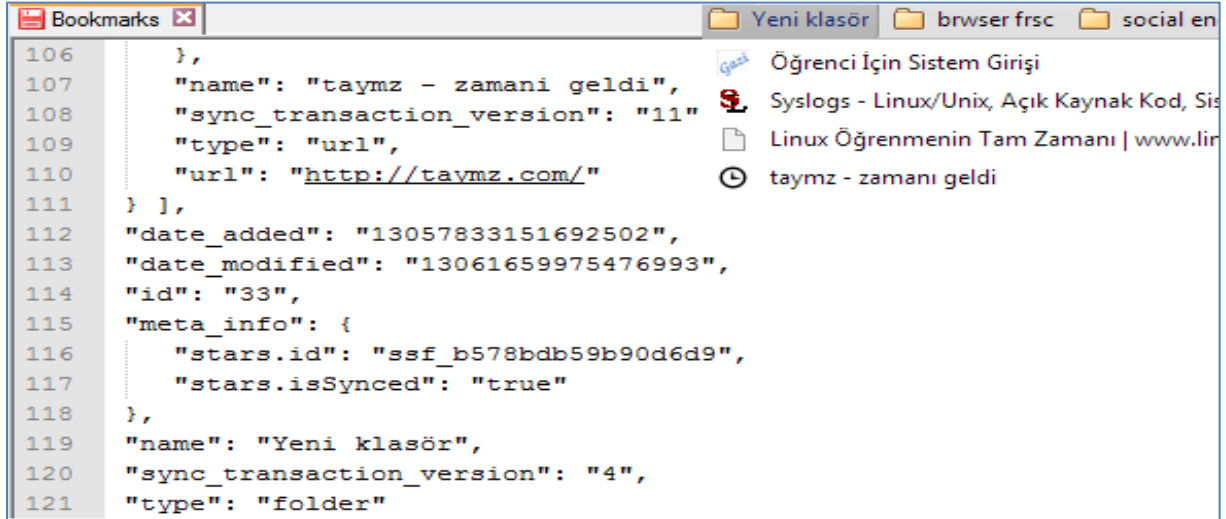 Bookmarks
106 },
107 "name": "taymz - zamani geldi",
108 "sync_transaction_version": "11"
109 "type": "url",
110 "url": "http://taymz.com/"
111 } ],
112 "date_added": "13057833151692502",
113 "date_modified": "13061659975476993",
114 "id": "33",
115 "meta_info": {
116 "stars.id": "ssf_b578bdb59b90d6d9",
117 "stars.isSynced": "true"
118 },
119 "name": "Yeni klasör",
120 "sync_transaction_version": "4",
121 "type": "folder"
Yeni klasör brwser frsc social en
Gazi Öğrenci İçin Sistem Girişi
Syslogs - Linux/Unix, Açık Kaynak Kod, Sis
Linux Öğrenmenin Tam Zamanı | www.lin
taymz - zamanı geldi